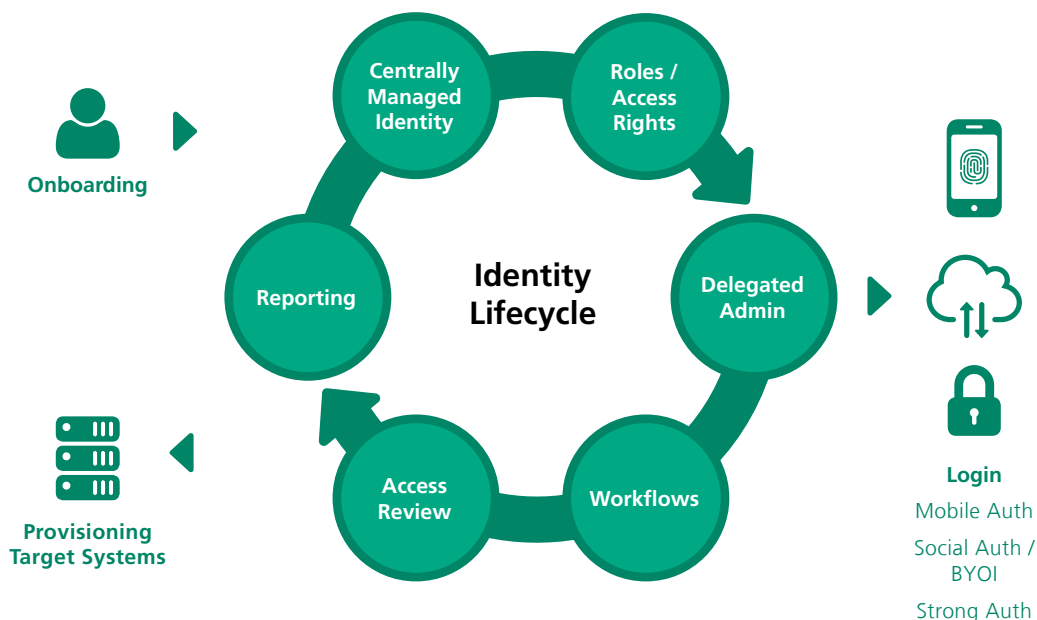 Onboarding
Centrally
Managed
Identity
Roles /
Access
Rights
Reporting
Identity
Lifecycle
Delegated
Admin
Access
Review
Workflows
Provisioning
Target Systems
Login
Mobile Auth
Social Auth /
BYOI
Strong Auth